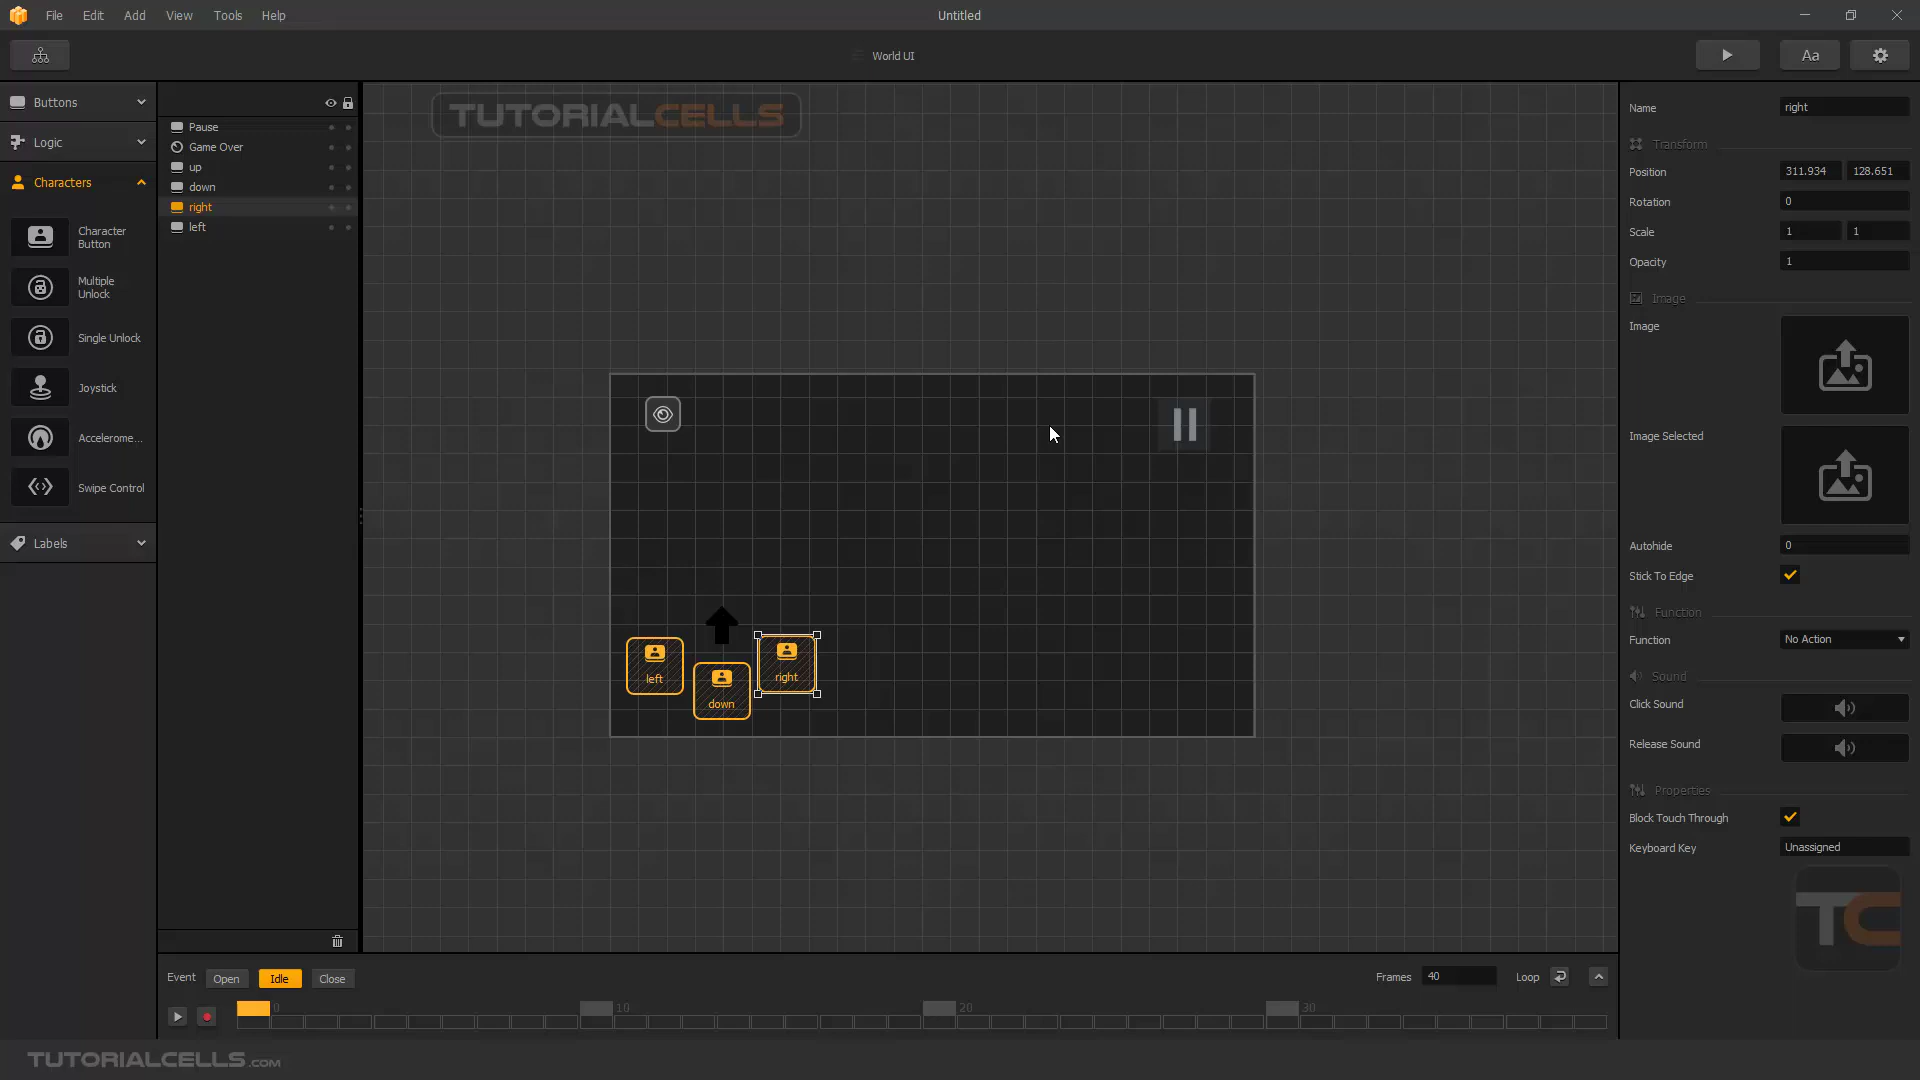 File Edit Add View Tools Help
Untitled
World UI
Aa
Buttons
Logic
Characters
Character
Button
Multiple
Unlock
Single Unlock
Joystick
Accelerome...
Swipe Control
Labels
Pause
Game Over
up
down
right
left
TUTORIALCELLS
left
down
right
Name right
Transform
Position 311.934 128.651
Rotation 0
Scale 1 1
Opacity 1
Image
Image
Image Selected
Autohide 0
Stick To Edge
Function
Function No Action
Sound
Click Sound
Release Sound
Properties
Block Touch Through
Keyboard Key Unassigned
TC
Event Open Idle Close
Frames 40 Loop
0 10 20 30
TUTORIALCELLS.COM